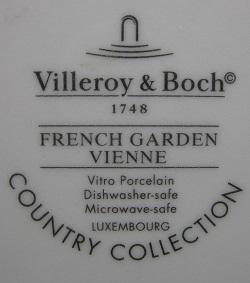 Villeroy & Boch©
1748
FRENCH GARDEN
VIENNE
Vitro Porcelain
Dishwasher-safe
Microwave-safe
LUXEMBOURG
COUNTRY COLLECTION